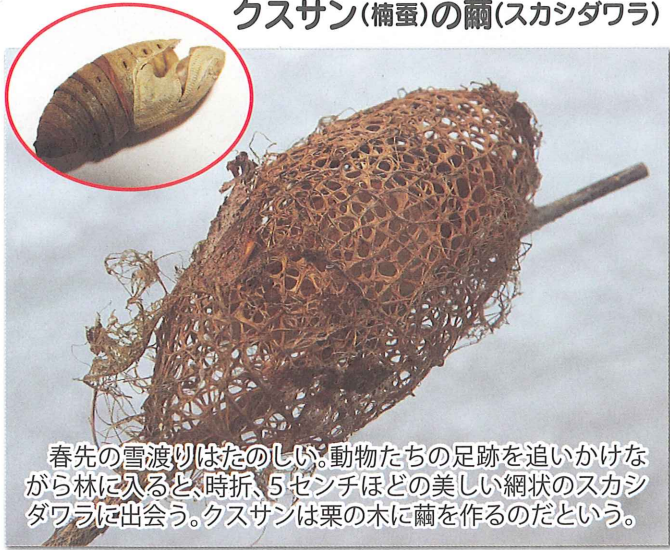 クスサン(楠蚕)の繭(スカシダワラ)
春先の雪渡りはたのしい。動物たちの足跡を追いかけな
がら林に入ると、時折、5センチほどの美しい網状のスカシ
ダワラに出会う。クスサンは栗の木に繭を作るのだという。